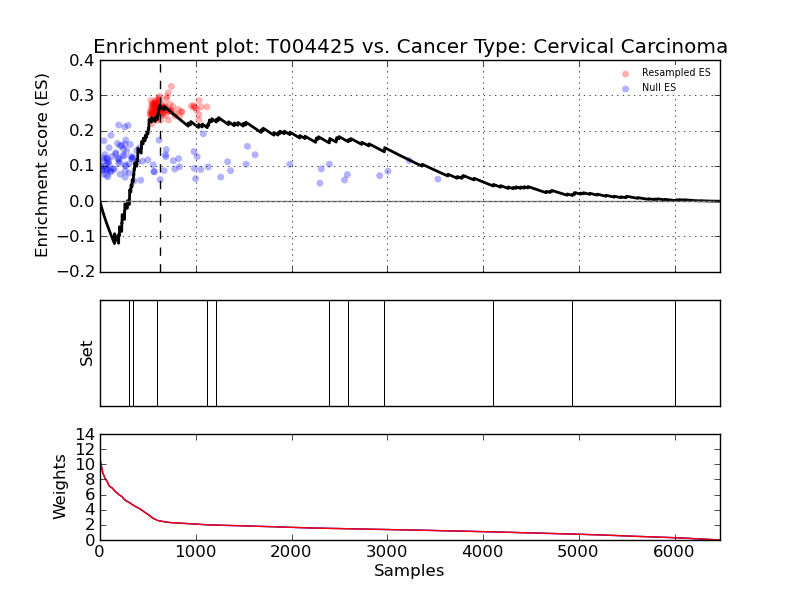 Enrichment plot: T004425 vs. Cancer Type: Cervical Carcinoma
Enrichment score (ES)
0.4
0.3
0.2
0.1
0.0
−0.1
−0.2
Resampled ES
Null ES
Set
Weights
14
12
10
8
6
4
2
0
0 1000 2000 3000 4000 5000 6000
Samples